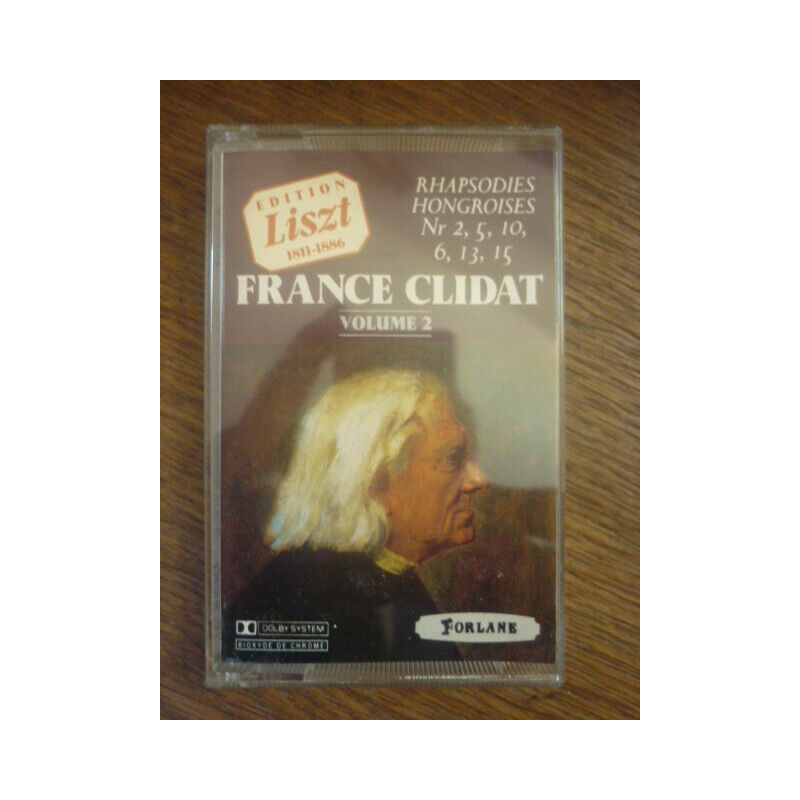 EDITION
Liszt
1811-1886
RHAPSODIES
HONGROISES
Nr 2, 5, 10,
6, 13, 15
FRANCE CLIDAT
VOLUME 2
DOLBY SYSTEM
BIOXYDE DE CHROME
FORLANE